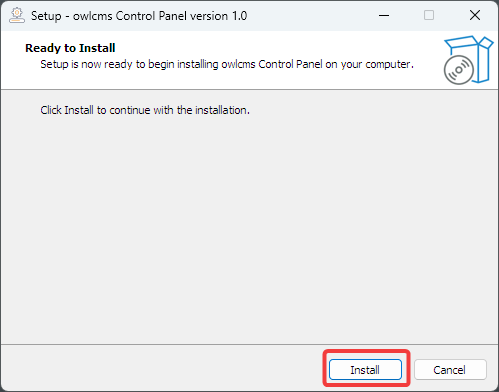 Setup - owlcms Control Panel version 1.0
Ready to Install
Setup is now ready to begin installing owlcms Control Panel on your computer.
Click Install to continue with the installation.
Install
Cancel